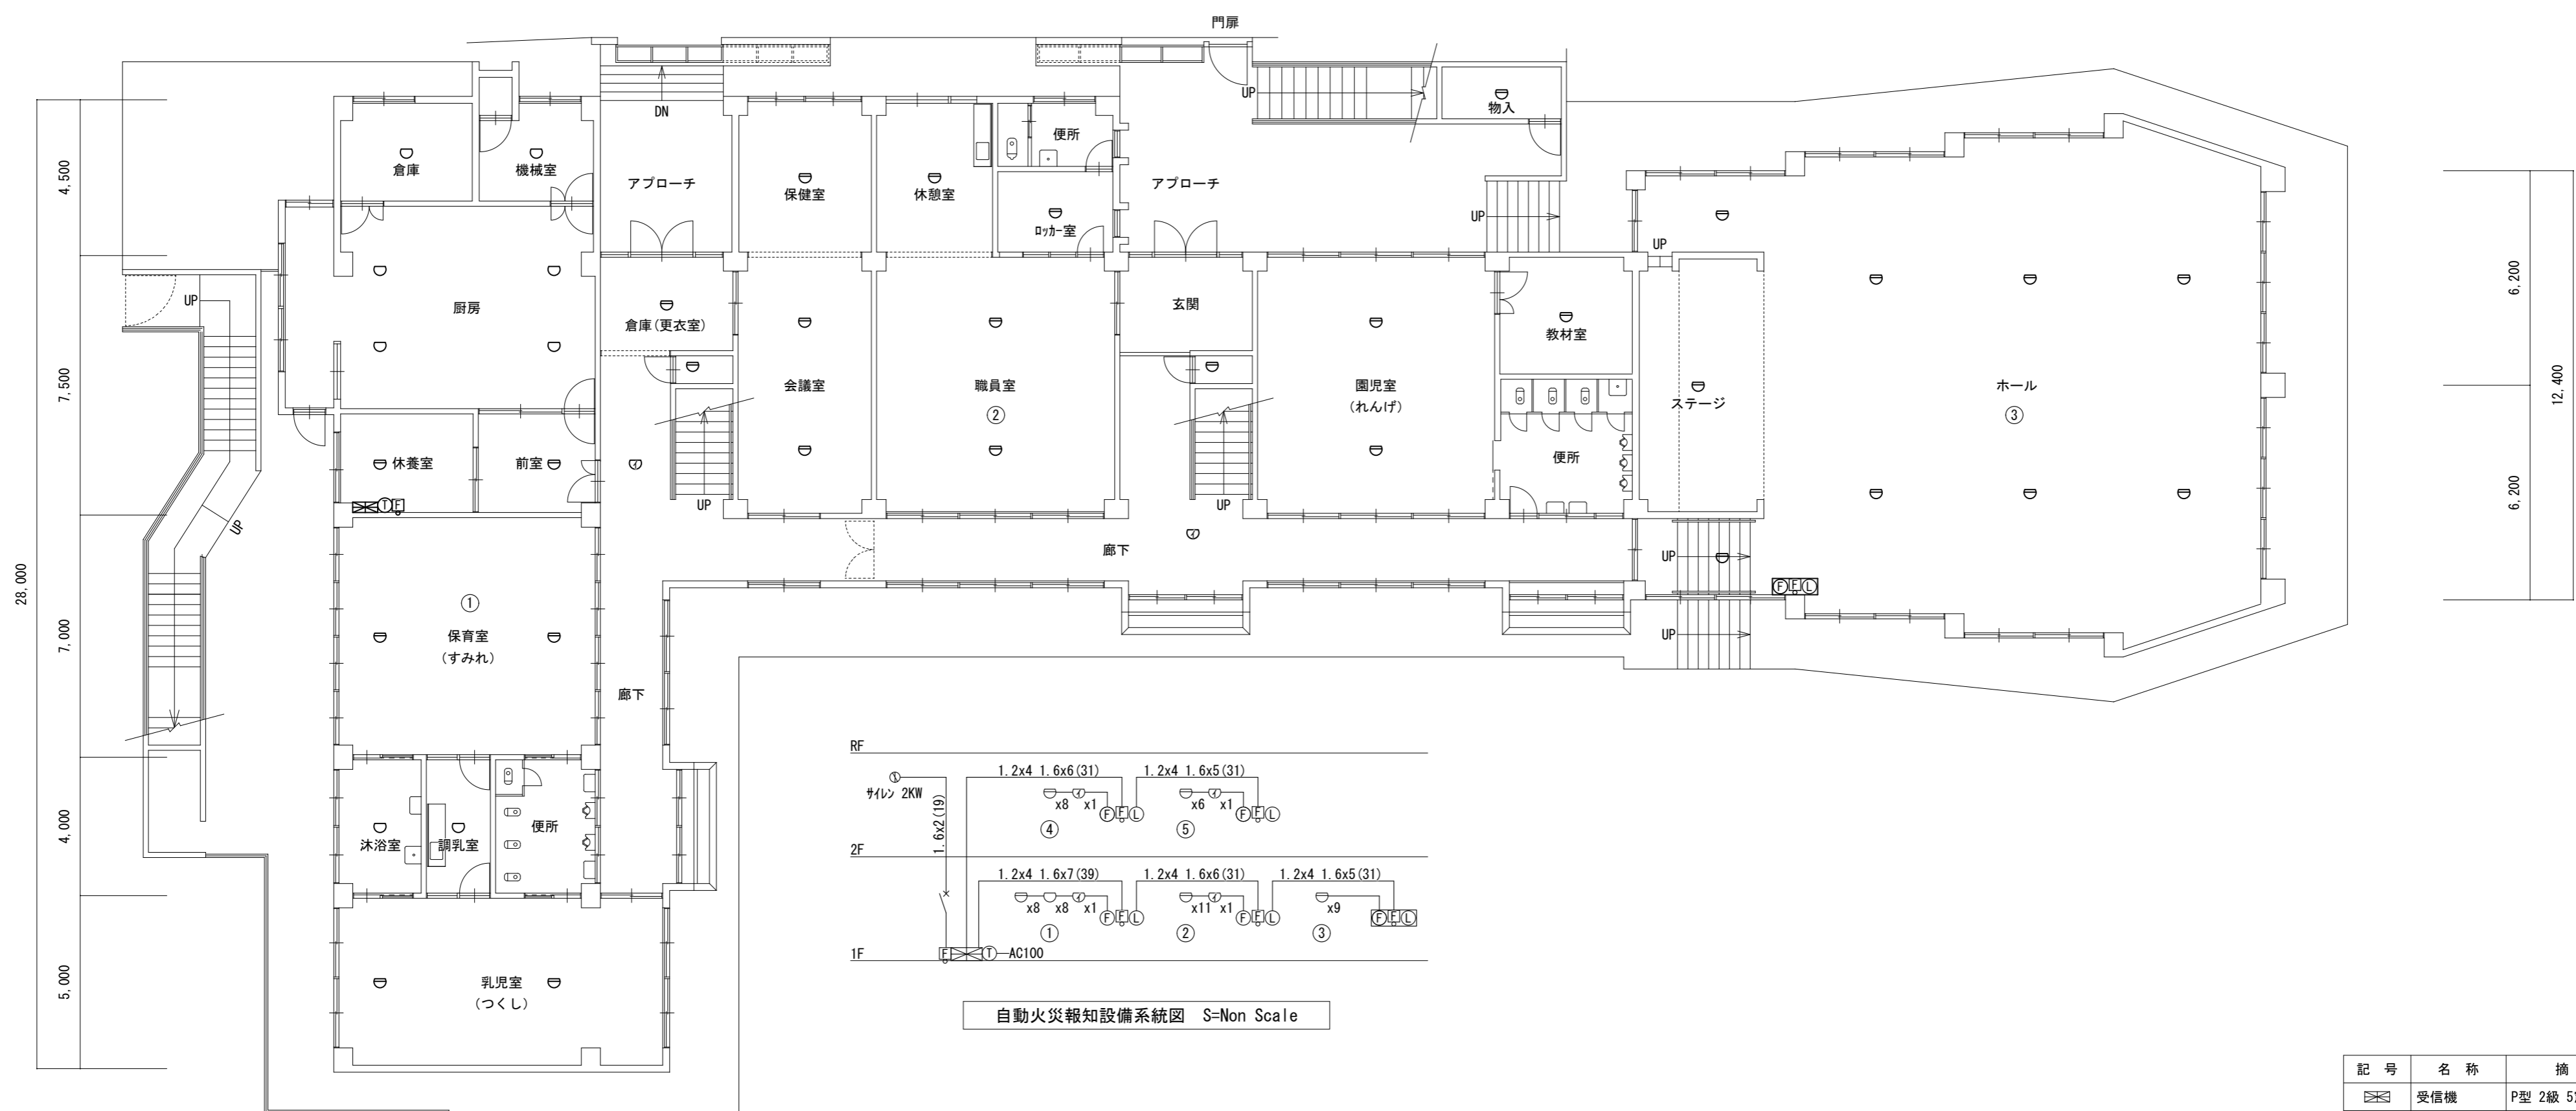 門扉
UP
物入
DN
便所
倉庫
機械室
アプローチ
保健室
休憩室
アプローチ
ﾛｯｶｰ室
UP
UP
4,500
7,500
7,000
4,000
5,000
28,000
UP
厨房
倉庫(更衣室)
玄関
教材室
会議室
職員室
②
園児室
(れんげ)
ステージ
ホール
③
6,200
6,200
12,400
休養室
前室
便所
イ
T
F
UP
UP
UP
イ
廊下
UP
F F L
UP
①
保育室
(すみれ)
廊下
沐浴室
調乳室
便所
乳児室
(つくし)
RF
ｻｲﾚﾝ 2KW
1.6x2(19)
1.2x4 1.6x6(31)
1.2x4 1.6x5(31)
イ
x8 x1
F F L
④
イ
x6 x1
F F L
⑤
2F
1.2x4 1.6x7(39)
1.2x4 1.6x6(31)
1.2x4 1.6x5(31)
イ
x8 x8 x1
F F L
①
イ
x11 x1
F F L
②
x9
F F L
③
1F
F
T
AC100
自動火災報知設備系統図 S=Non Scale
記 号 名 称 摘
受信機 P型 2級 5